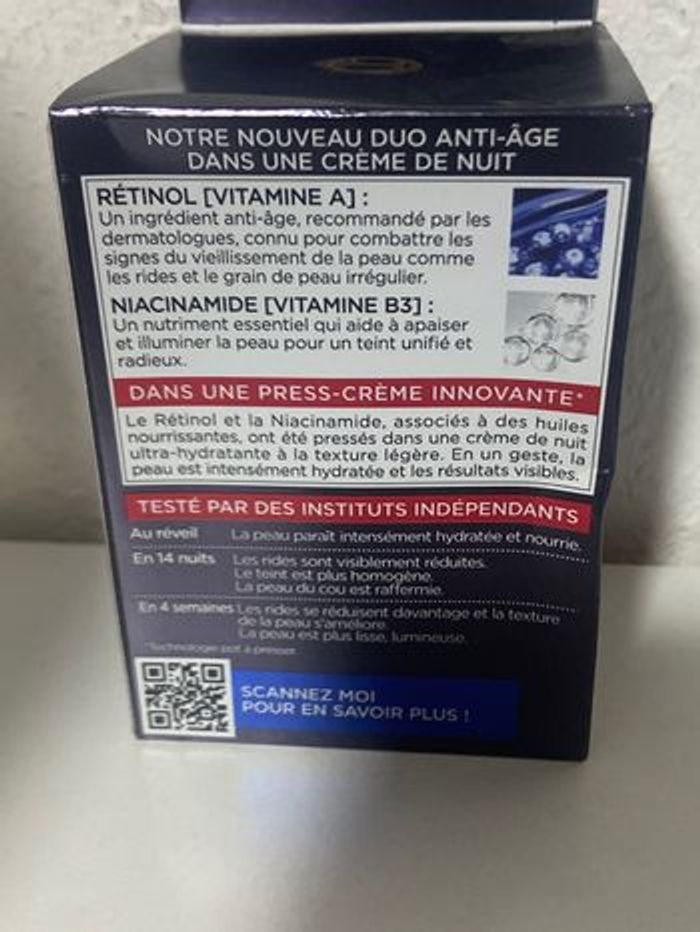 NOTRE NOUVEAU DUO ANTI-ÂGE
DANS UNE CRÈME DE NUIT
RÉTINOL [VITAMINE A] :
Un ingrédient anti-âge, recommandé par les
dermatologues, connu pour combattre les
signes du vieillissement de la peau comme
les rides et le grain de peau irrégulier.
NIACINAMIDE [VITAMINE B3] :
Un nutriment essentiel qui aide à apaiser
et illuminer la peau pour un teint unifié et
radieux.
DANS UNE PRESS-CRÈME INNOVANTE*
Le Rétinol et la Niacinamide, associés à des huiles
nourrissantes, ont été pressés dans une crème de nuit
ultra-hydratante à la texture légère. En un geste, la
peau est intensément hydratée et les résultats visibles.
TESTÉ PAR DES INSTITUTS INDÉPENDANTS
Au réveil La peau paraît intensément hydratée et nourrie.
En 14 nuits Les rides sont visiblement réduites.
Le teint est plus homogène.
La peau du cou est raffermie.
En 4 semaines Les rides se réduisent davantage et la texture
de la peau s'améliore.
La peau est plus lisse, lumineuse.
*Technologie pot à presser
SCANNEZ MOI
POUR EN SAVOIR PLUS !